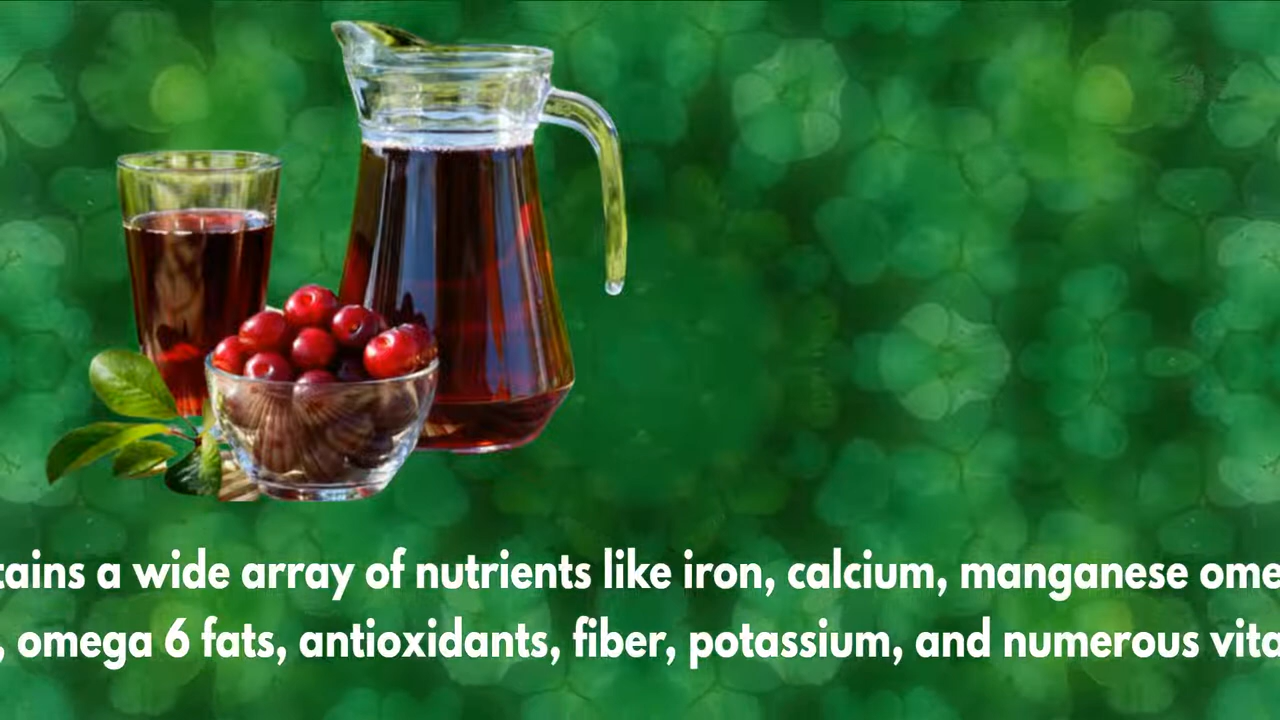 tains a wide array of nutrients like iron, calcium, manganese ome
, omega 6 fats, antioxidants, fiber, potassium, and numerous vita